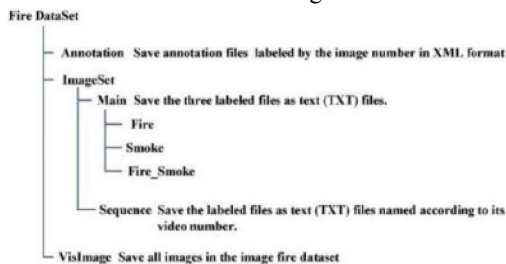 Fire DataSet
Annotation Save annotation files labeled by the image number in XML format
ImageSet
Main Save the three labeled files as text (TXT) files.
Fire
Smoke
Fire_Smoke
Sequence Save the labeled files as text (TXT) files named according to its
video number.
VisImage Save all images in the image fire dataset